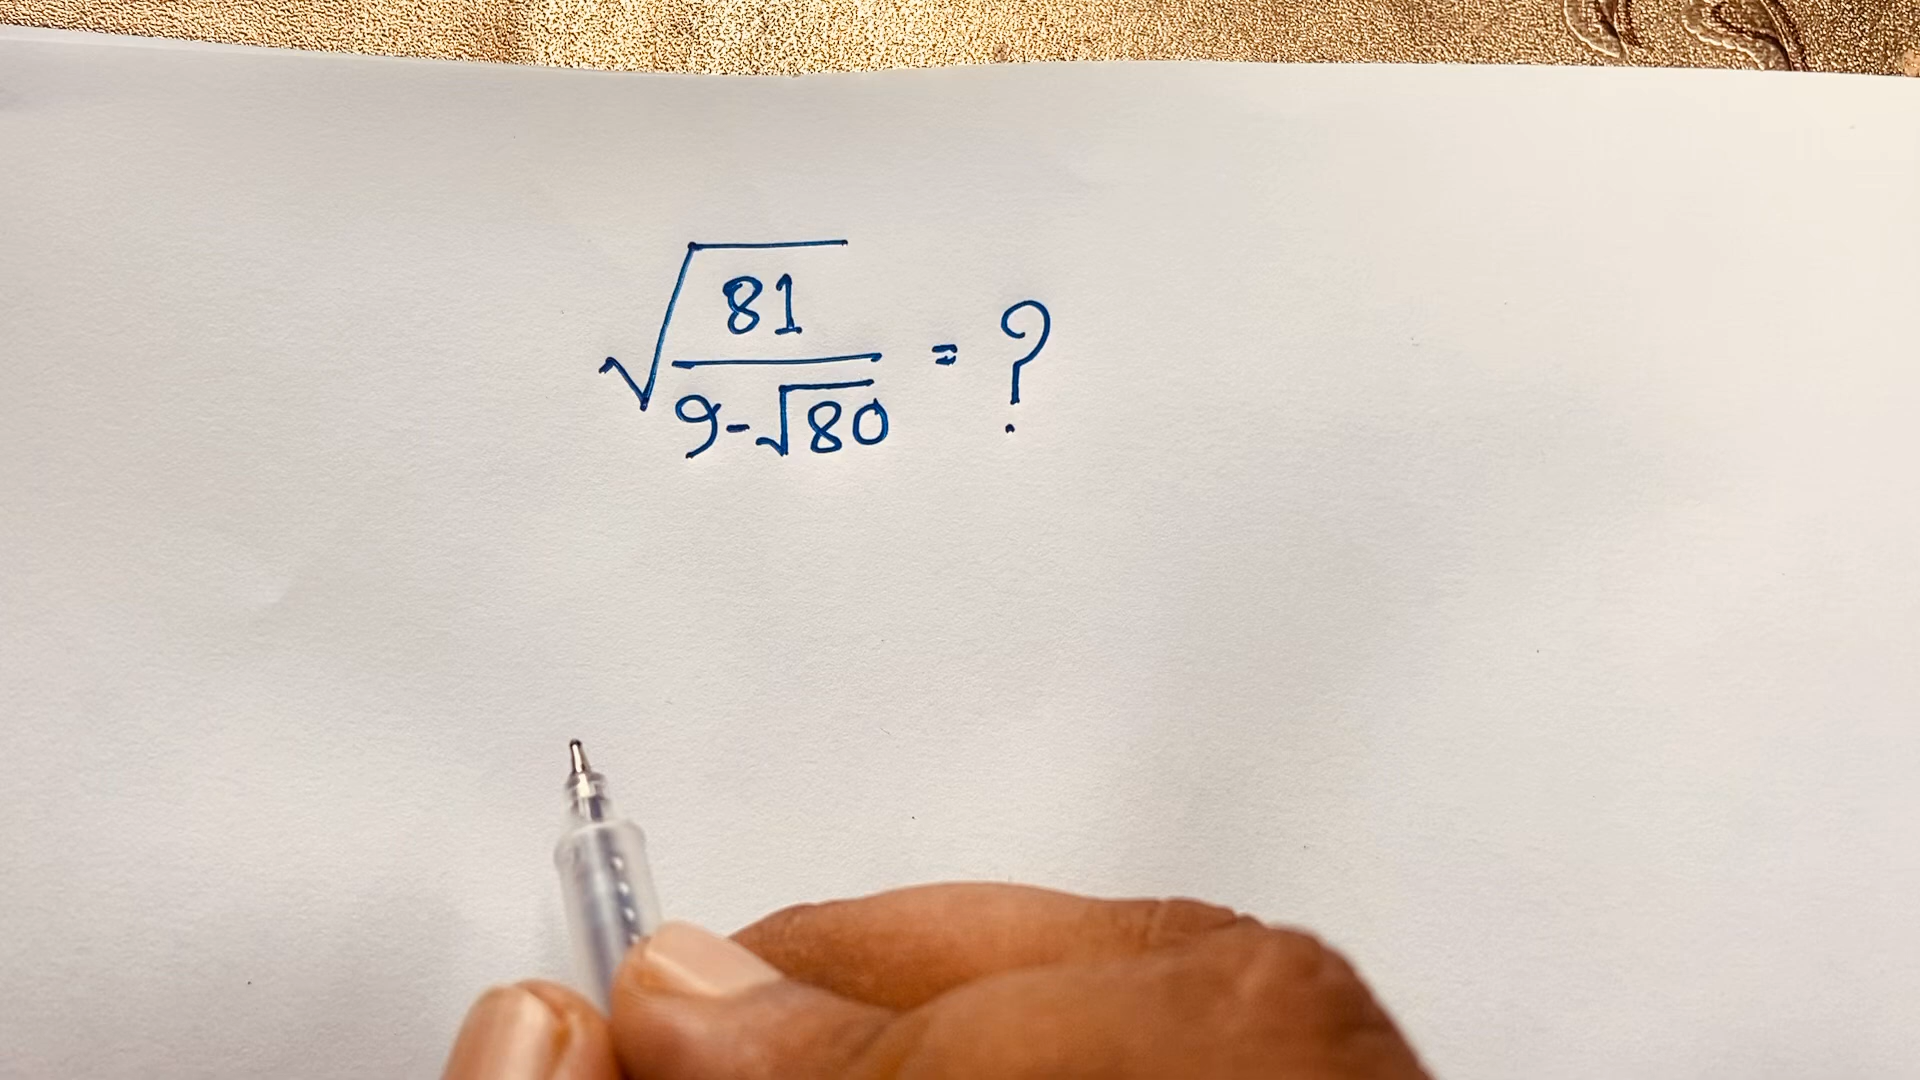 √(81/(9-√80)) = ?